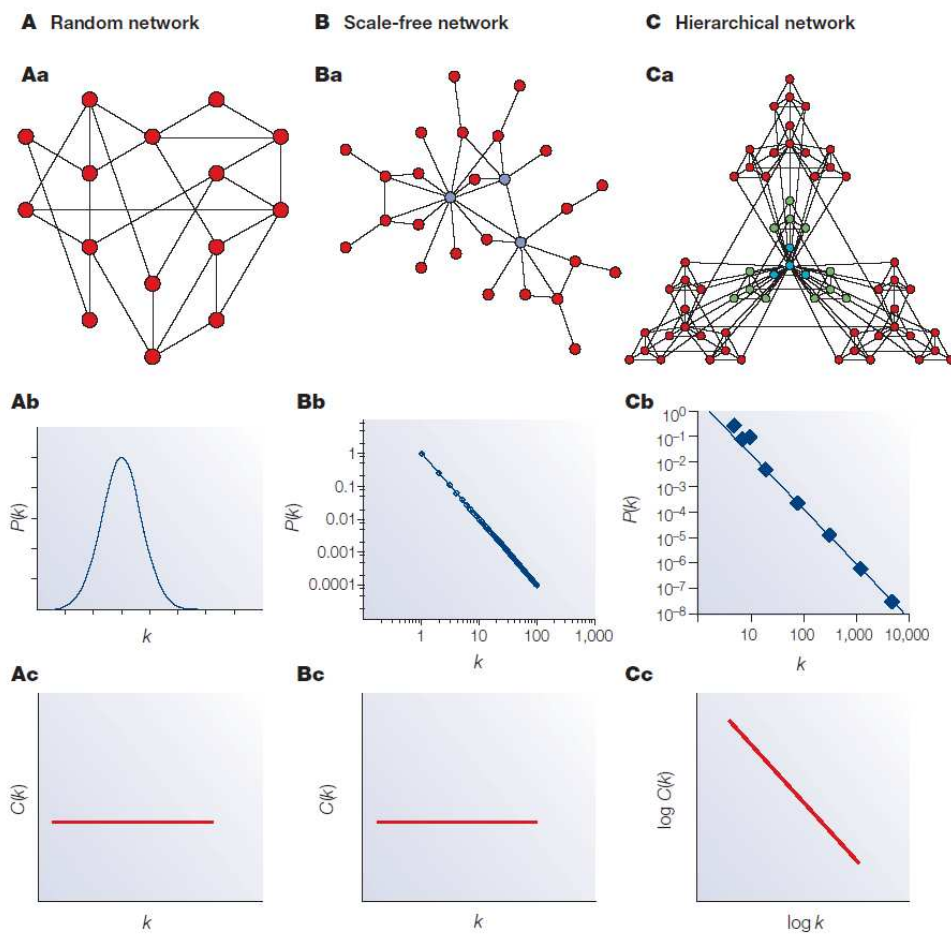 A Random network
B Scale-free network
C Hierarchical network
Aa
Ba
Ca
Ab
P(k)
k
Bb
1
0.1
0.01
0.001
0.0001
P(k)
1
10
100
1,000
k
Cb
10⁰
10⁻¹
10⁻²
10⁻³
10⁻⁴
10⁻⁵
10⁻⁶
10⁻⁷
10⁻⁸
P(k)
10
100
1,000
10,000
k
Ac
C(k)
k
Bc
C(k)
k
Cc
log C(k)
log k